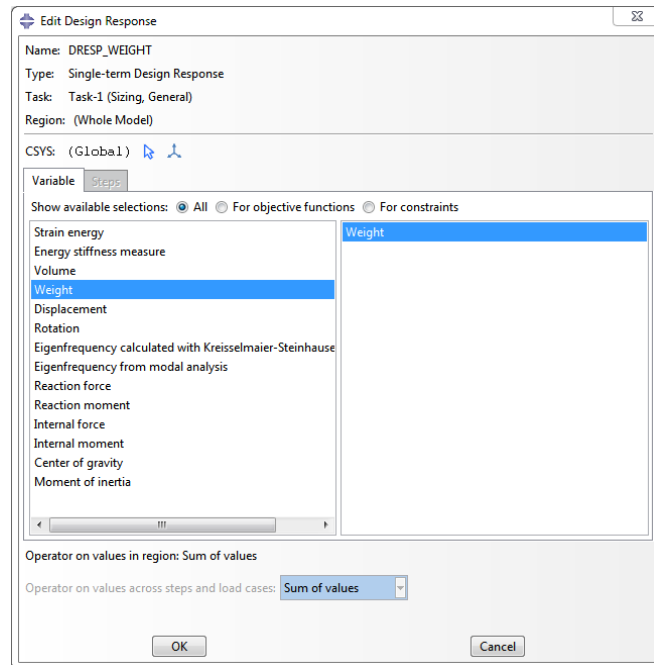 Edit Design Response
Name: DRESP_WEIGHT
Type: Single-term Design Response
Task: Task-1 (Sizing, General)
Region: (Whole Model)
CSYS: (Global)
Variable Steps
Show available selections: All For objective functions For constraints
Strain energy
Energy stiffness measure
Volume
Weight
Displacement
Rotation
Eigenfrequency calculated with Kreisselmaier-Steinhause
Eigenfrequency from modal analysis
Reaction force
Reaction moment
Internal force
Internal moment
Center of gravity
Moment of inertia
Weight
Operator on values in region: Sum of values
Operator on values across steps and load cases: Sum of values
OK Cancel